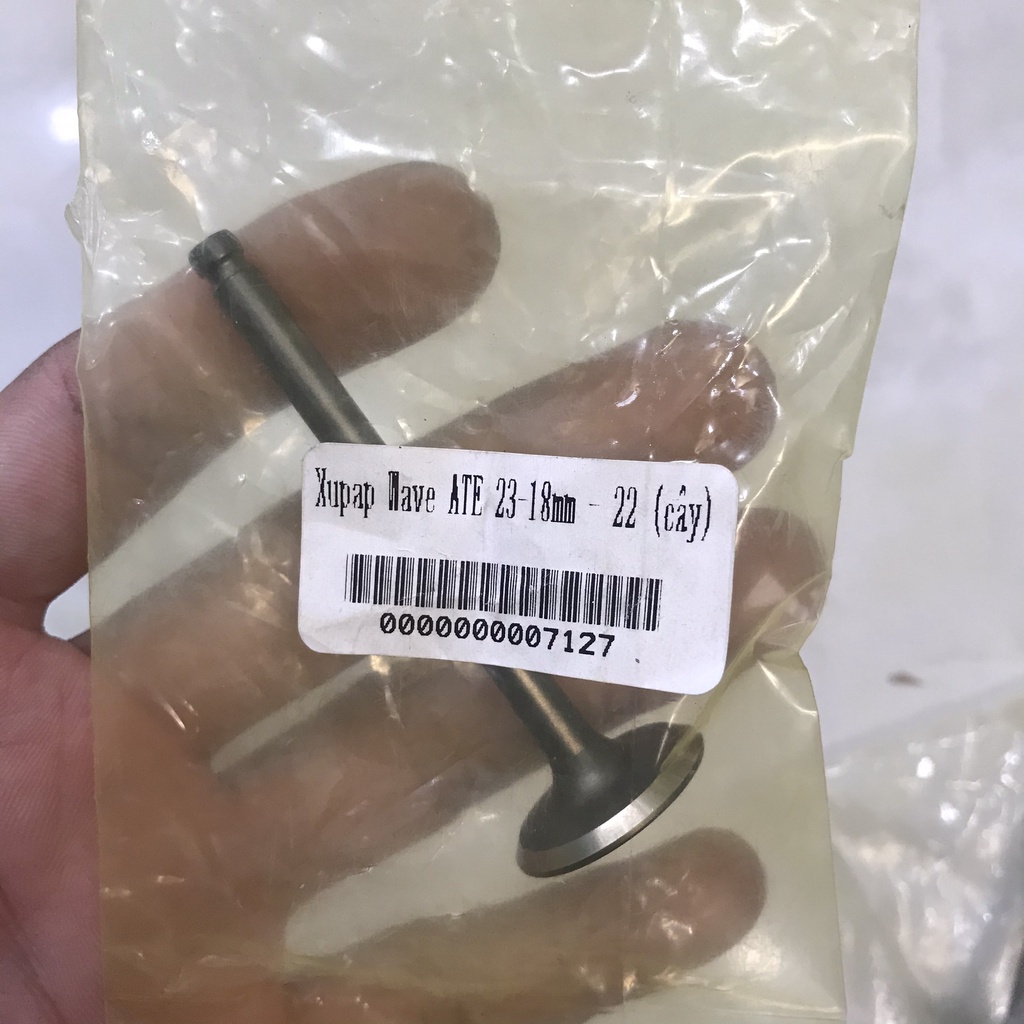 Xupap Wave ATE 23-18mm - 22 (cây)
0000000007127